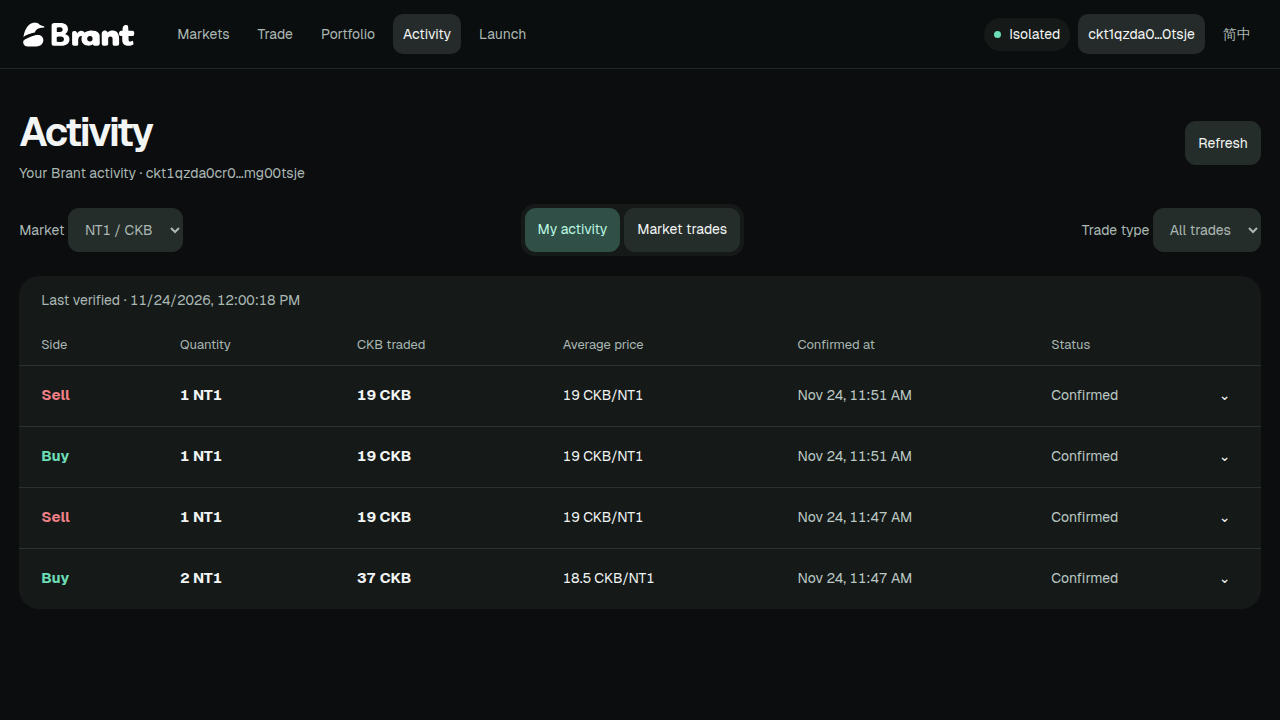 Brant Markets Trade Portfolio Activity Launch Isolated ckt1qzda0…0tsje 简中
Activity
Refresh
Your Brant activity · ckt1qzda0cr0…mg00tsje
Market NT1 / CKB My activity Market trades Trade type All trades
Last verified · 11/24/2026, 12:00:18 PM
Side Quantity CKB traded Average price Confirmed at Status
Sell 1 NT1 19 CKB 19 CKB/NT1 Nov 24, 11:51 AM Confirmed
Buy 1 NT1 19 CKB 19 CKB/NT1 Nov 24, 11:51 AM Confirmed
Sell 1 NT1 19 CKB 19 CKB/NT1 Nov 24, 11:47 AM Confirmed
Buy 2 NT1 37 CKB 18.5 CKB/NT1 Nov 24, 11:47 AM Confirmed